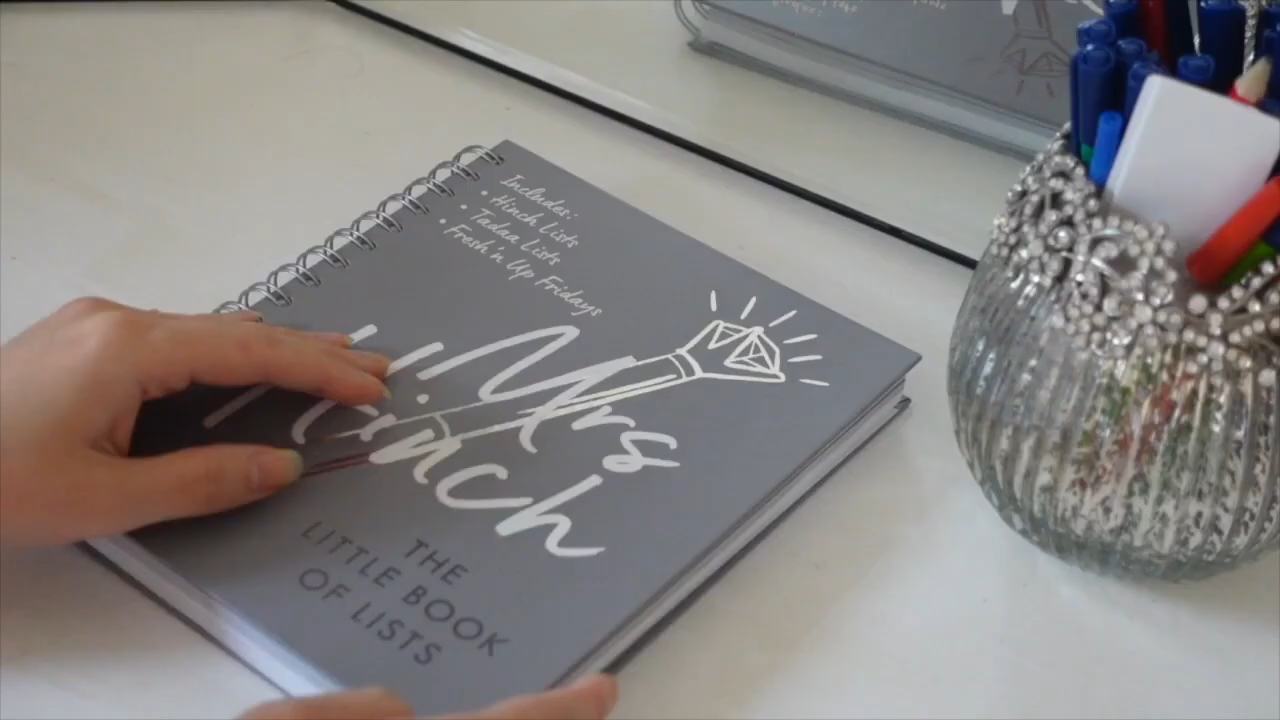 Includes:
• Hinch Lists
• Tadaa Lists
• Fresh'n Up Fridays
Mrs
Hinch
THE
LITTLE BOOK
OF LISTS